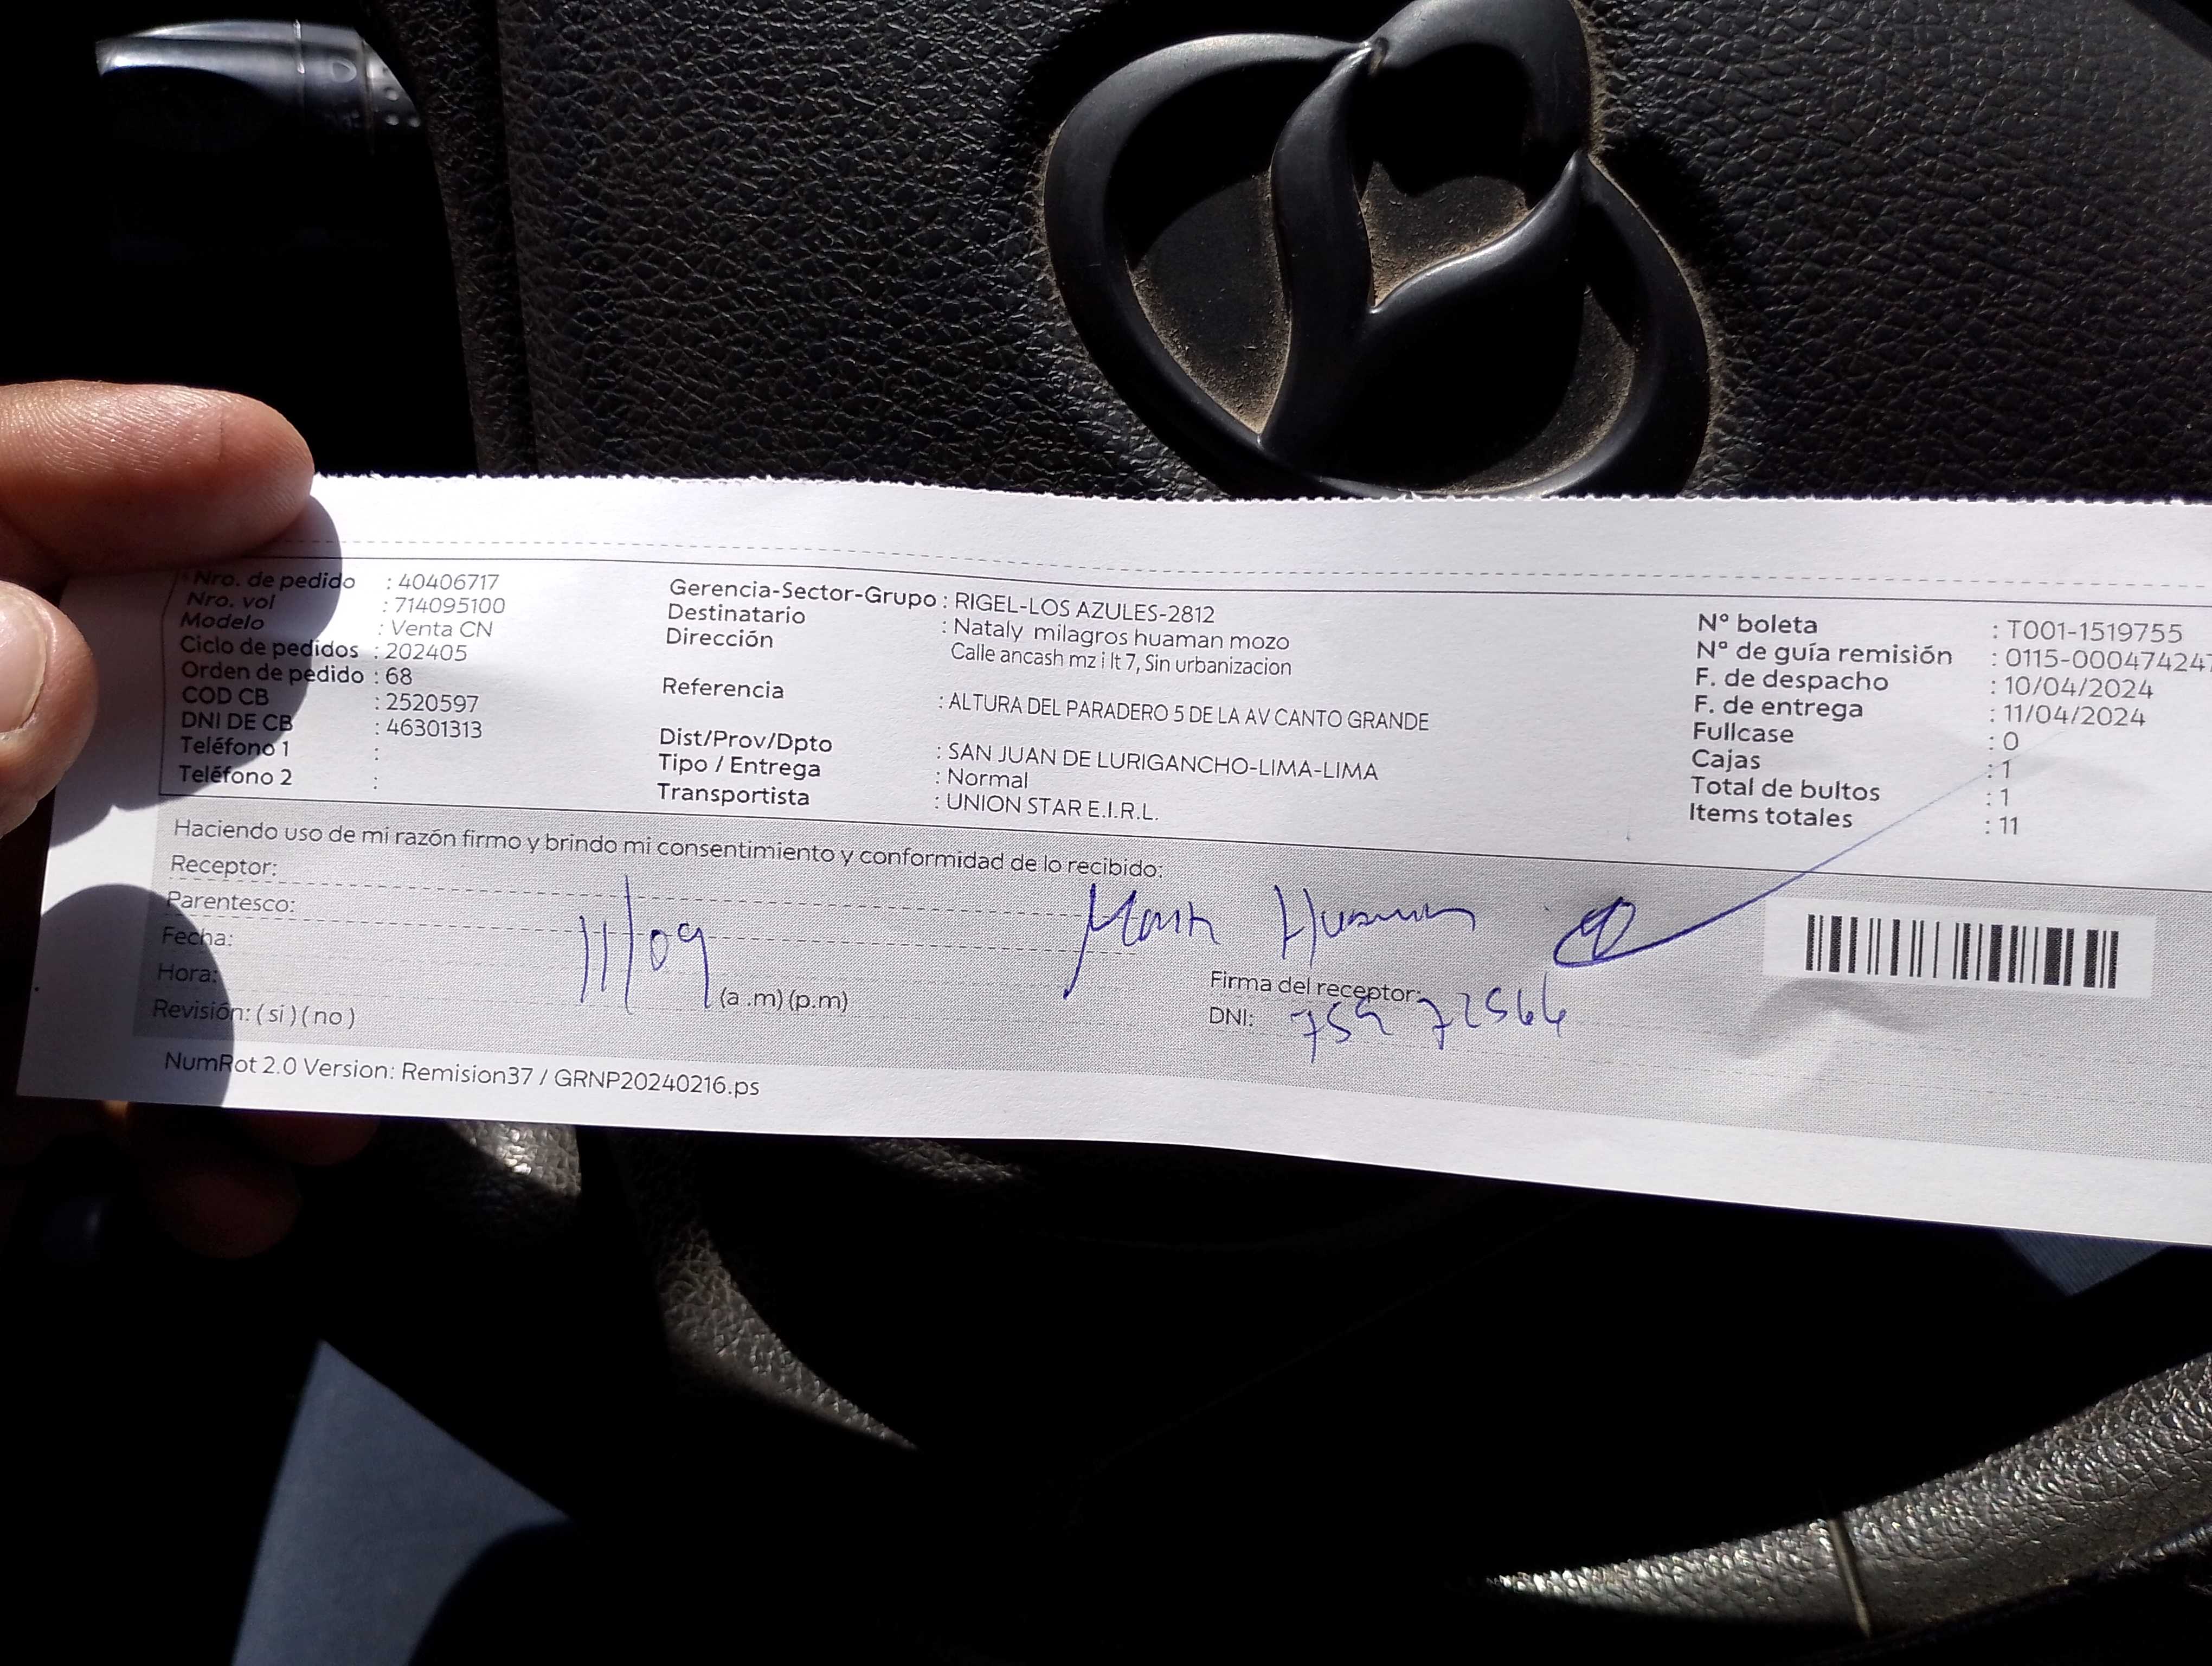 Nro. de pedido : 40406717
Nro. vol : 714095100
Modelo : Venta CN
Ciclo de pedidos : 202405
Orden de pedido : 68
COD CB : 2520597
DNI DE CB : 46301313
Teléfono 1 :
Teléfono 2 :
Gerencia-Sector-Grupo : RIGEL-LOS AZULES-2812
Destinatario : Nataly milagros huaman mozo
Dirección Calle ancash mz i lt 7, Sin urbanizacion
Referencia : ALTURA DEL PARADERO 5 DE LA AV CANTO GRANDE
Dist/Prov/Dpto : SAN JUAN DE LURIGANCHO-LIMA-LIMA
Tipo / Entrega : Normal
Transportista : UNION STAR E.I.R.L.
N° boleta : T001-1519755
N° de guía remisión : 0115-000474247
F. de despacho : 10/04/2024
F. de entrega : 11/04/2024
Fullcase : 0
Cajas : 1
Total de bultos : 1
Items totales : 11
Haciendo uso de mi razón firmo y brindo mi consentimiento y conformidad de lo recibido:
Receptor:
Parentesco:
Fecha: 11/09
Hora: (a .m) (p.m)
Revisión: ( si ) ( no )
Huaman
Firma del receptor:
DNI:
NumRot 2.0 Version: Remision37 / GRNP20240216.ps